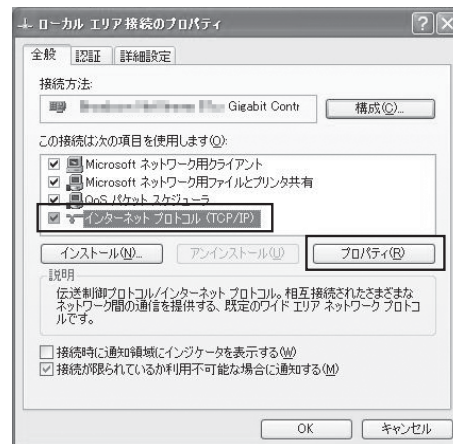 ローカル エリア接続のプロパティ
全般 認証 詳細設定
接続方法:
Gigabit Contr 構成(C)...
この接続は次の項目を使用します(O):
Microsoft ネットワーク用クライアント
Microsoft ネットワーク用ファイルとプリンタ共有
QoS パケット スケジューラ
インターネット プロトコル (TCP/IP)
インストール(N)... アンインストール(U) プロパティ(R)
説明
伝送制御プロトコル/インターネット プロトコル。相互接続されたさまざまな
ネットワーク間の通信を提供する、既定のワイド エリア ネットワーク プロトコ
ルです。
接続時に通知領域にインジケータを表示する(W)
接続が限られているか利用不可能な場合に通知する(M)
OK キャンセル